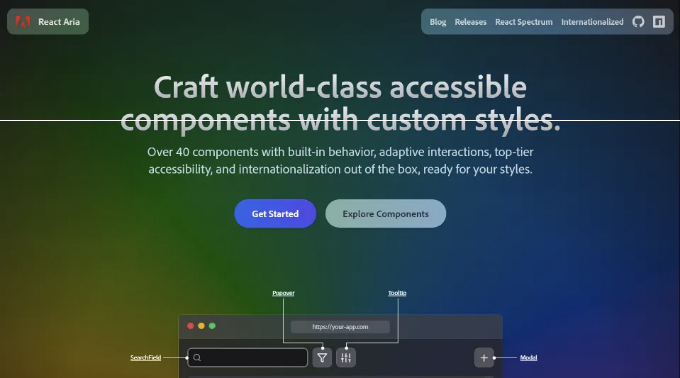 React Aria
Blog Releases React Spectrum Internationalized
Craft world-class accessible
components with custom styles.
Over 40 components with built-in behavior, adaptive interactions, top-tier
accessibility, and internationalization out of the box, ready for your styles.
Get Started Explore Components
Popover Tooltip
https://your-app.com
SearchField Modal